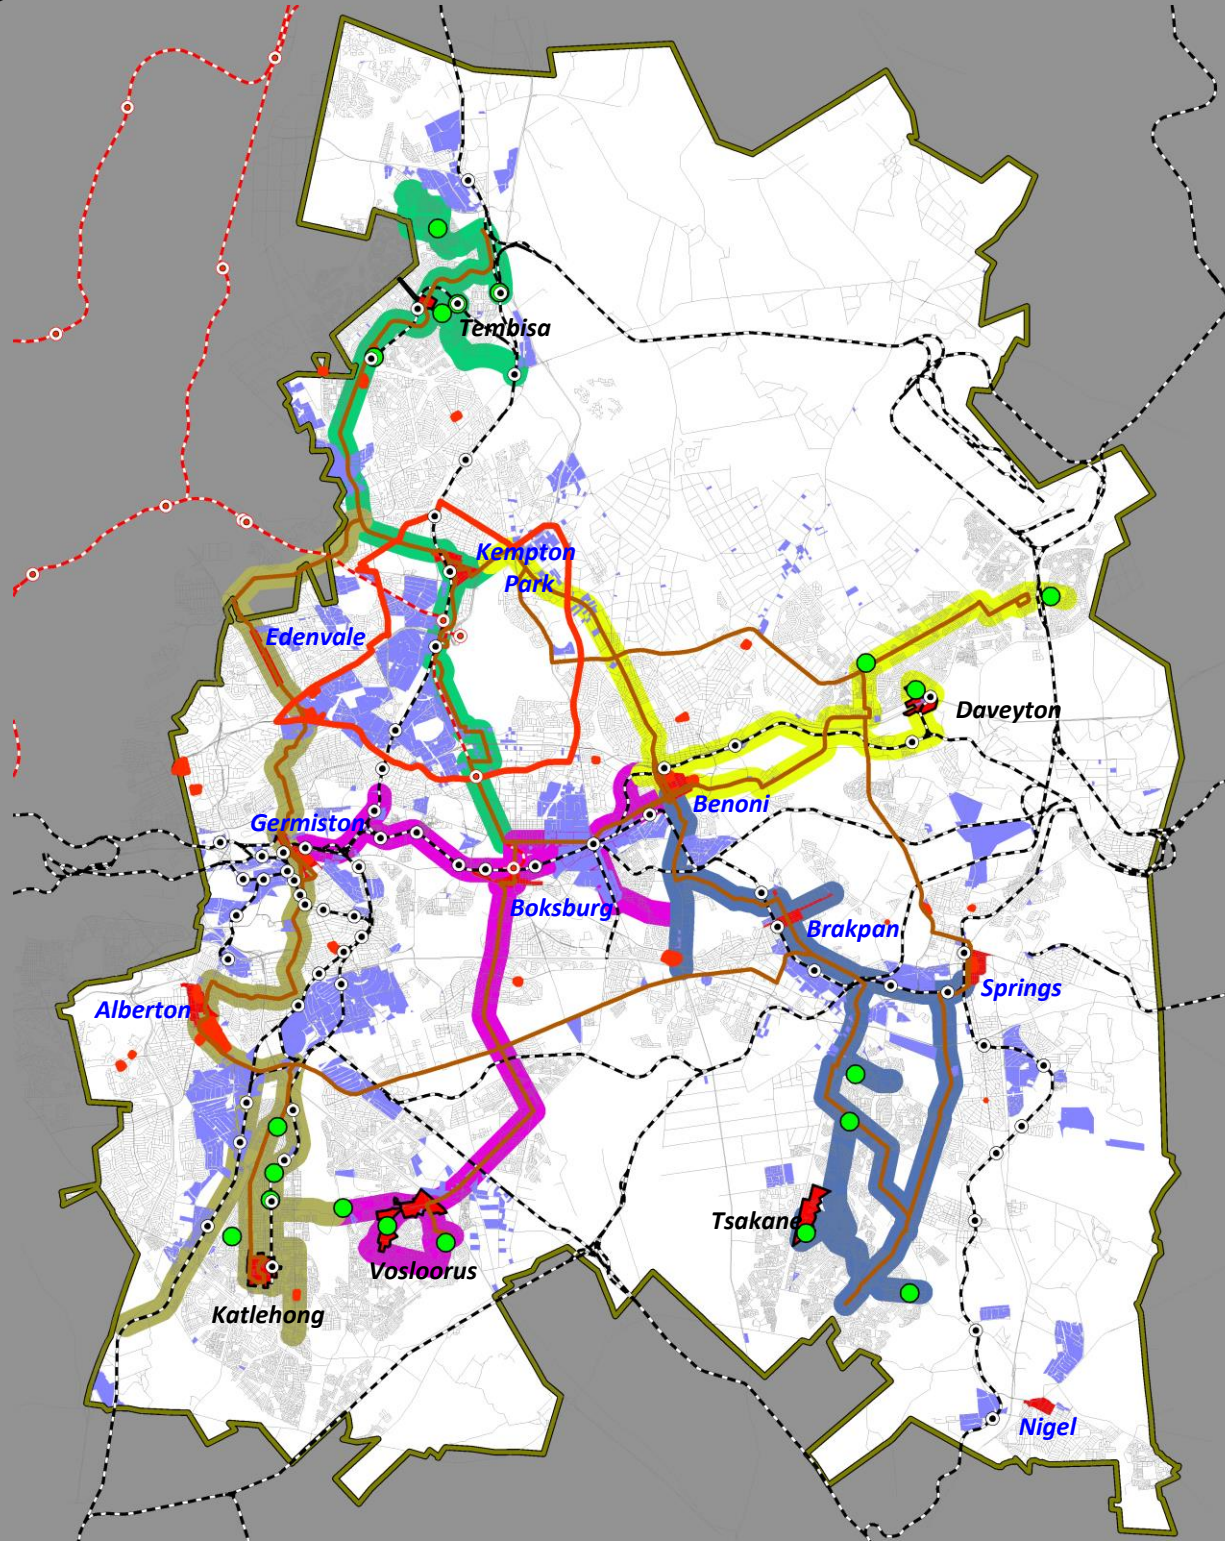 Tembisa
Kempton
Park
Edenvale
Daveyton
Benoni
Germiston
Boksburg
Brakpan
Springs
Alberton
Tsakane
Vosloorus
Katlehong
Nigel